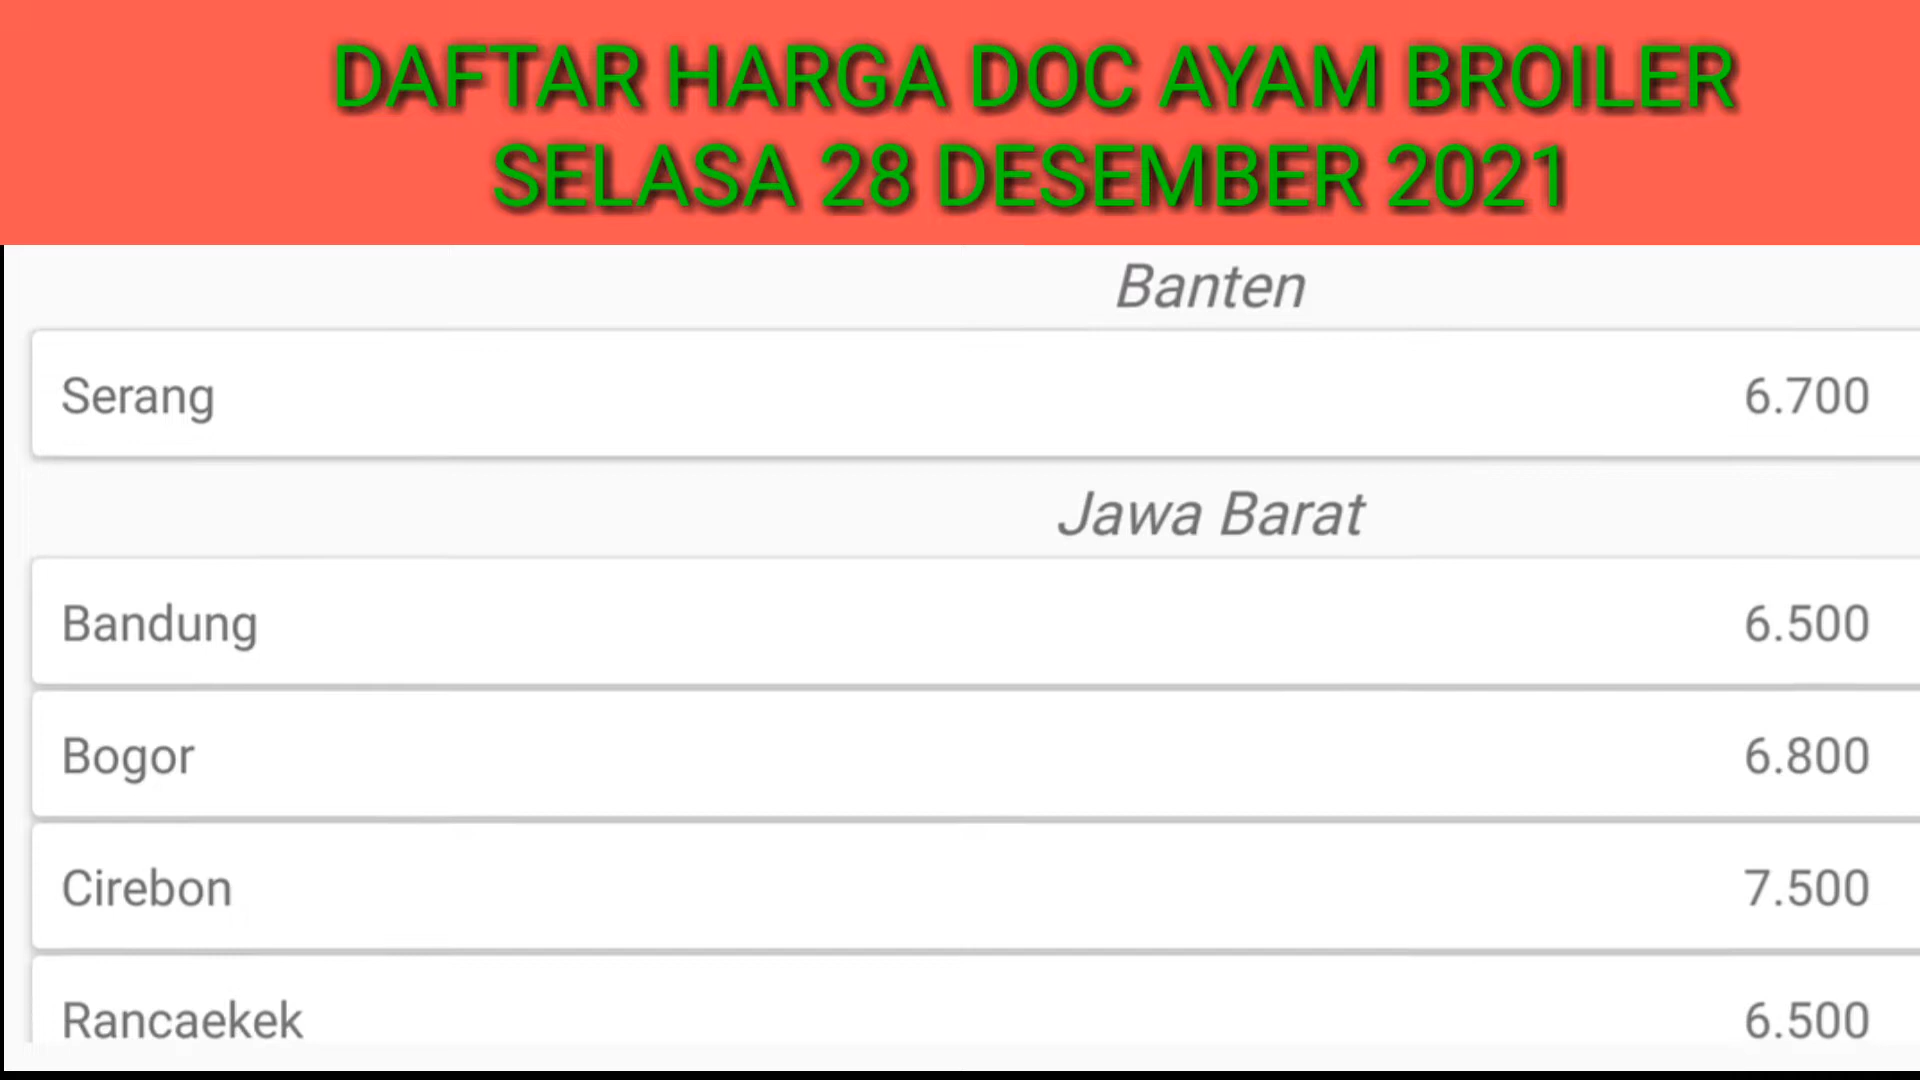 DAFTAR HARGA DOC AYAM BROILER
SELASA 28 DESEMBER 2021
Banten
Serang 6.700
Jawa Barat
Bandung 6.500
Bogor 6.800
Cirebon 7.500
Rancaekek 6.500